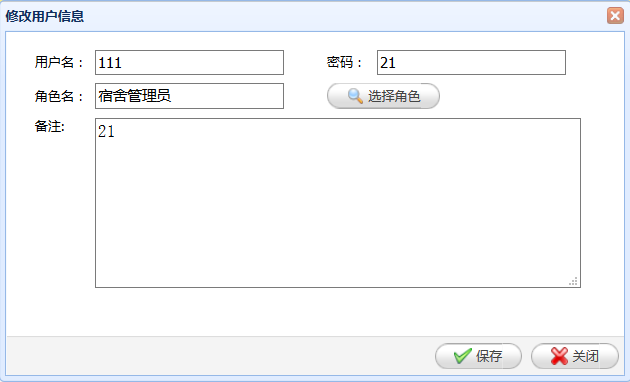 修改用户信息
用户名： 111 密码： 21
角色名： 宿舍管理员 选择角色
备注: 21
保存 关闭